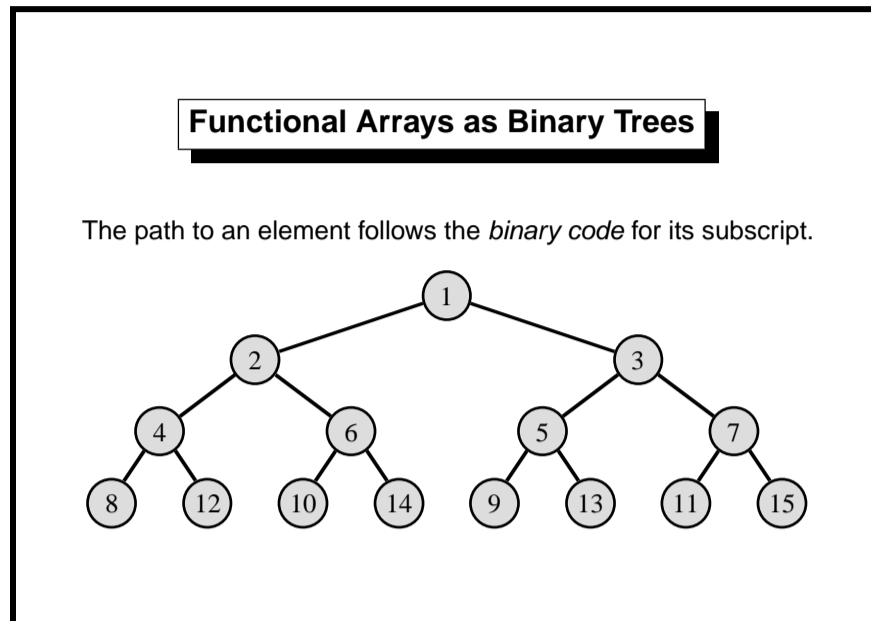 Functional Arrays as Binary Trees
The path to an element follows the binary code for its subscript.
1
2 3
4 6 5 7
8 12 10 14 9 13 11 15